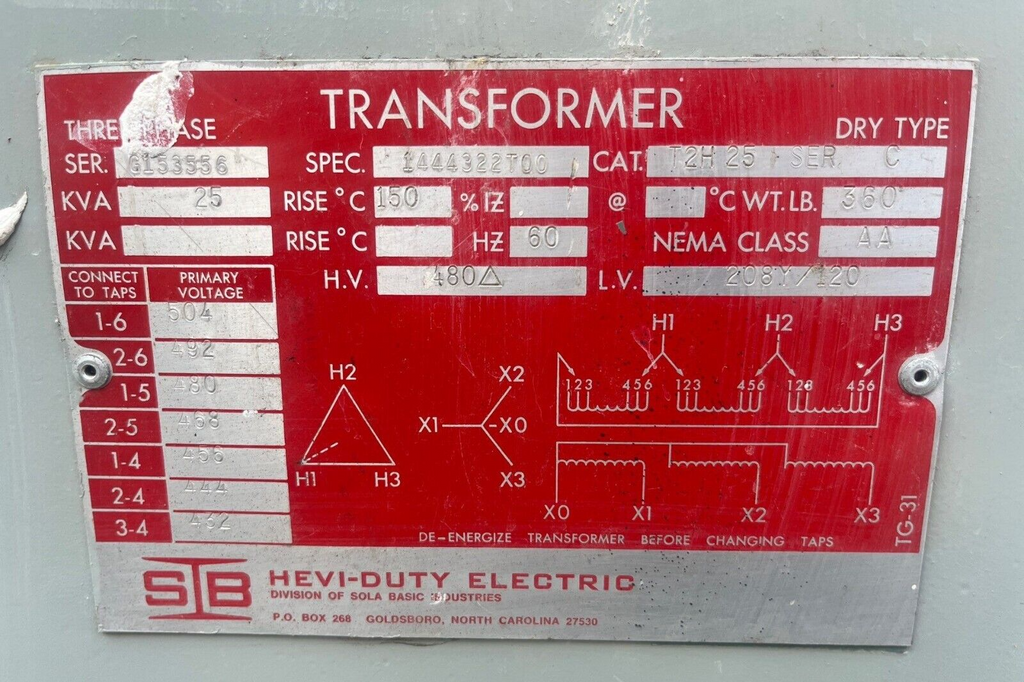 TRANSFORMER
THREE PHASE DRY TYPE
SER. G153556 SPEC. 1444322T00 CAT. T2H 25 SER C
KVA 25 RISE °C 150 % IZ @ °C WT. LB. 360
KVA RISE °C HZ 60 NEMA CLASS AA
H.V. 480△ L.V. 208Y/120
CONNECT TO TAPS PRIMARY VOLTAGE
1-6 504
2-6 492
1-5 480
2-5 468
1-4 456
2-4 444
3-4 432
H2
H1 H3
X2
X1 X0
X3
H1 H2 H3
123 456 123 456 123 456
X0 X1 X2 X3
TG-31
DE-ENERGIZE TRANSFORMER BEFORE CHANGING TAPS
SB HEVI-DUTY ELECTRIC
DIVISION OF SOLA BASIC INDUSTRIES
P.O. BOX 268 GOLDSBORO, NORTH CAROLINA 27530